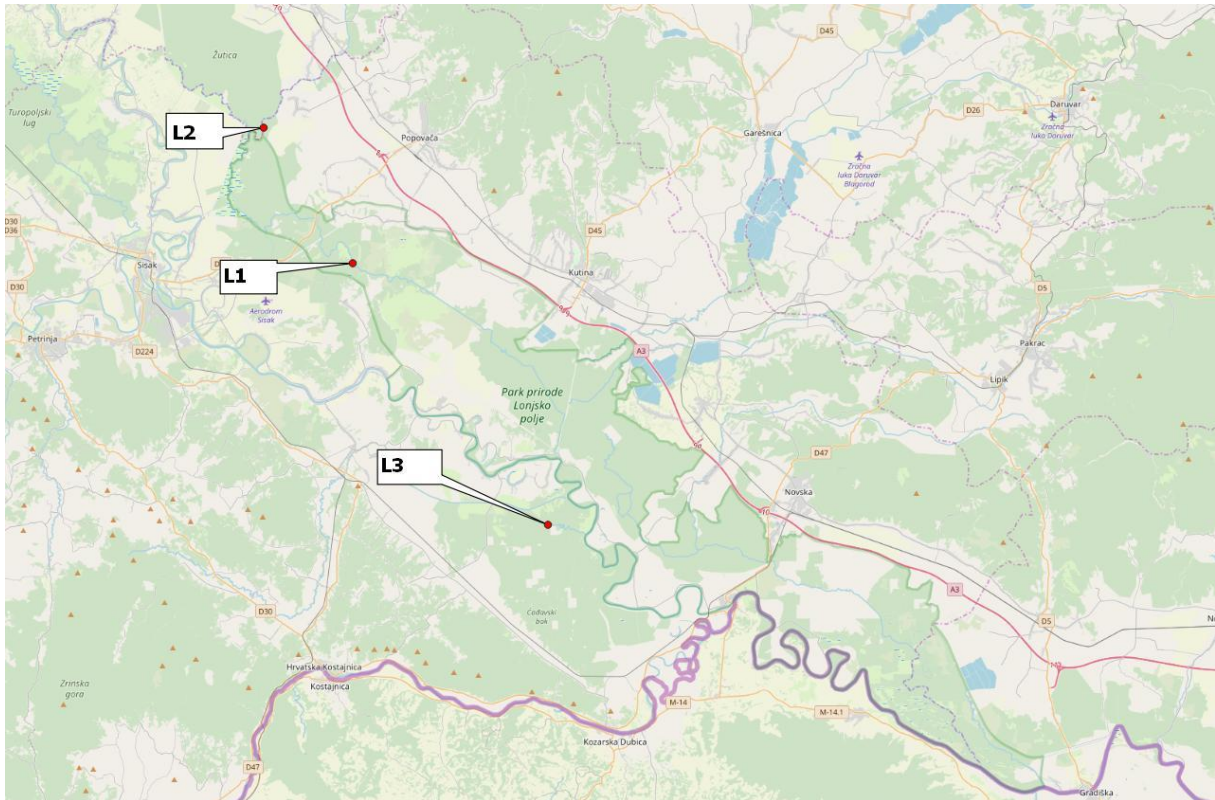 D45
Žutica
Turopoljski
lug
L2
Popovača
D26
Daruvar
Zračna
luka Daruvar
Garešnica
Zračna
luka Daruvar
Blagorod
D30
D36
D45
Sisak
L1
Kutina
D5
D30
Aerodrom
Sisak
Petrinja
D224
A3
Pakrac
Lipik
Park prirode
Lonjsko
polje
L3
D47
Novska
A3
D30
Čađavski
bok
D5
Hrvatska Kostajnica
Kostajnica
Zrinska
gora
M-14
M-14.1
Kozarska Dubica
D47
Gradiška